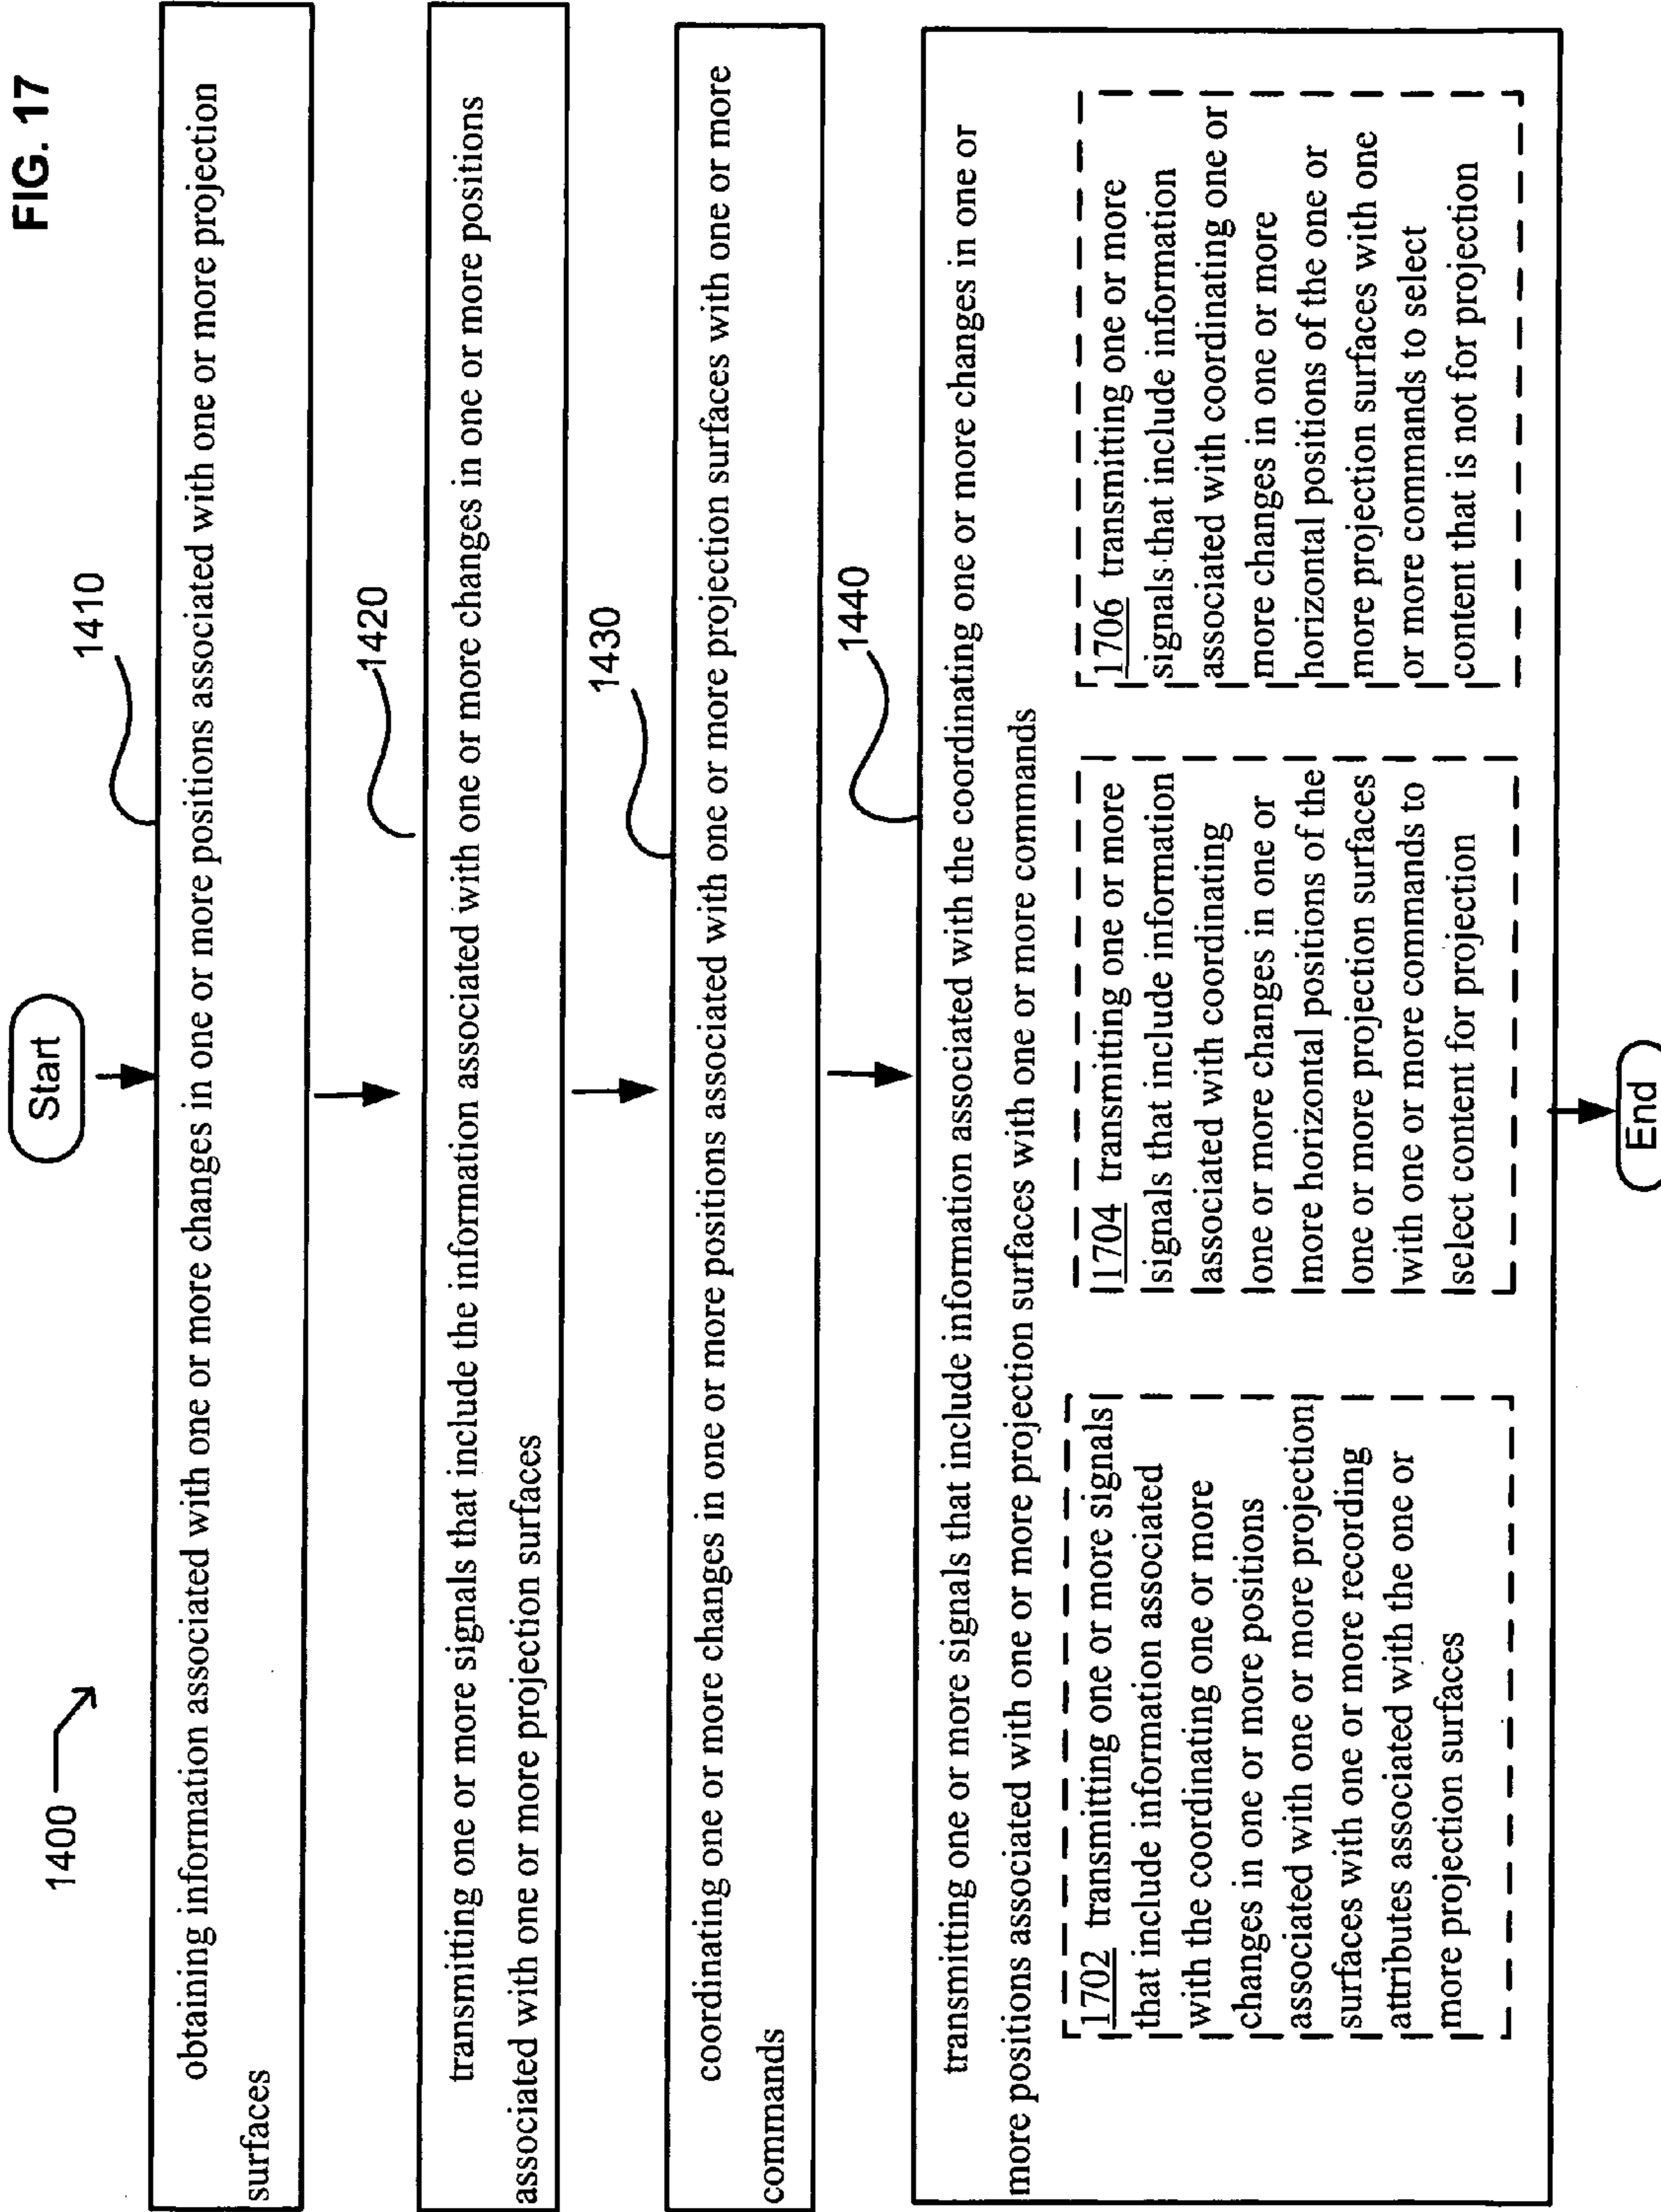 FIG. 17
1400
Start
1410
obtaining information associated with one or more changes in one or more positions associated with one or more projection
surfaces
1420
transmitting one or more signals that include the information associated with one or more changes in one or more positions
associated with one or more projection surfaces
1430
coordinating one or more changes in one or more positions associated with one or more projection surfaces with one or more
commands
1440
transmitting one or more signals that include information associated with the coordinating one or more changes in one or
more positions associated with one or more projection surfaces with one or more commands
1702 transmitting one or more signals
that include information associated
with the coordinating one or more
changes in one or more positions
associated with one or more projection
surfaces with one or more recording
attributes associated with the one or
more projection surfaces
1704 transmitting one or more
signals that include information
associated with coordinating
one or more changes in one or
more horizontal positions of the
one or more projection surfaces
with one or more commands to
select content for projection
1706 transmitting one or more
signals that include information
associated with coordinating one or
more changes in one or more
horizontal positions of the one or
more projection surfaces with one
or more commands to select
content that is not for projection
End